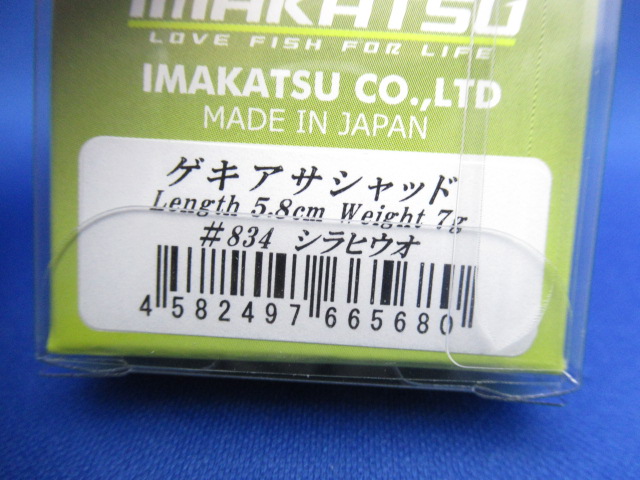 IMAKATSU
LOVE FISH FOR LIFE
IMAKATSU CO.,LTD
MADE IN JAPAN
ゲキアサシャッド
Length 5.8cm Weight 7g
#834 シラヒウオ
4 582497 665680